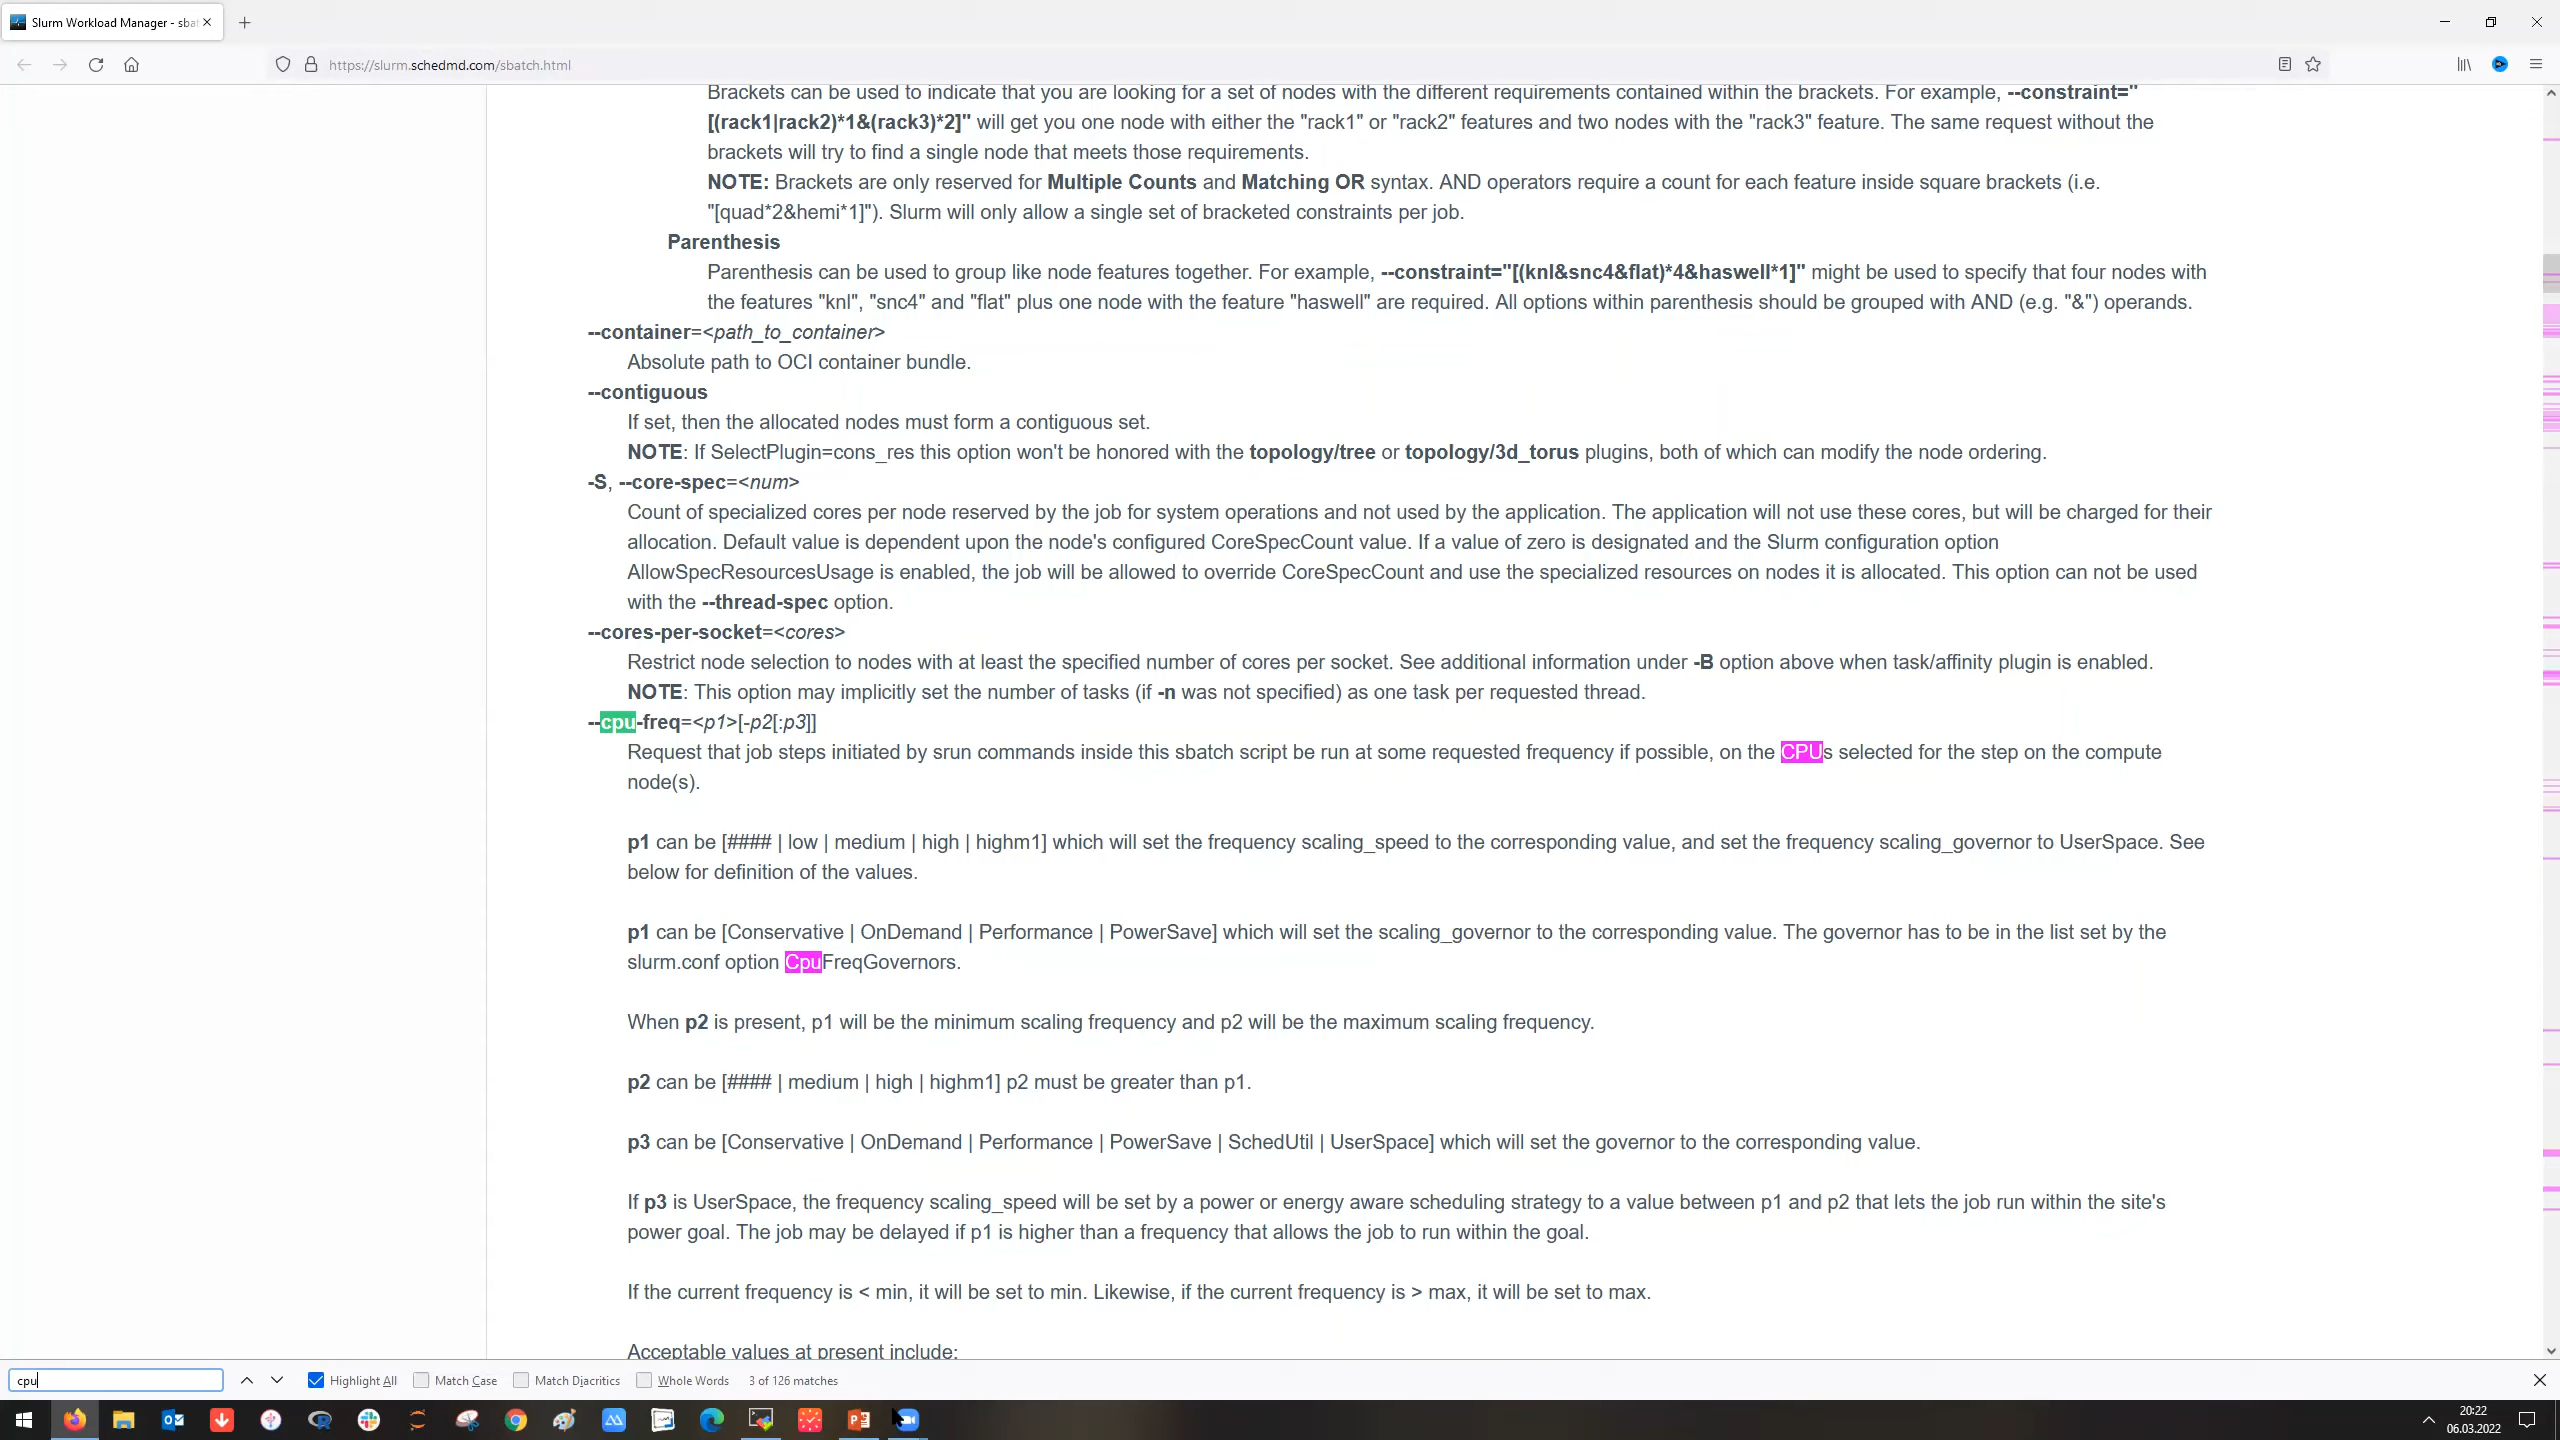 Slurm Workload Manager - sba
https://slurm.schedmd.com/sbatch.html
Brackets can be used to indicate that you are looking for a set of nodes with the different requirements contained within the brackets. For example, --constraint="
[(rack1|rack2)*1&(rack3)*2]" will get you one node with either the "rack1" or "rack2" features and two nodes with the "rack3" feature. The same request without the
brackets will try to find a single node that meets those requirements.
NOTE: Brackets are only reserved for Multiple Counts and Matching OR syntax. AND operators require a count for each feature inside square brackets (i.e.
"[quad*2&hemi*1]"). Slurm will only allow a single set of bracketed constraints per job.
Parenthesis
Parenthesis can be used to group like node features together. For example, --constraint="[(knl&snc4&flat)*4&haswell*1]" might be used to specify that four nodes with
the features "knl", "snc4" and "flat" plus one node with the feature "haswell" are required. All options within parenthesis should be grouped with AND (e.g. "&") operands.
--container=<path_to_container>
Absolute path to OCI container bundle.
--contiguous
If set, then the allocated nodes must form a contiguous set.
NOTE: If SelectPlugin=cons_res this option won't be honored with the topology/tree or topology/3d_torus plugins, both of which can modify the node ordering.
-S, --core-spec=<num>
Count of specialized cores per node reserved by the job for system operations and not used by the application. The application will not use these cores, but will be charged for their
allocation. Default value is dependent upon the node's configured CoreSpecCount value. If a value of zero is designated and the Slurm configuration option
AllowSpecResourcesUsage is enabled, the job will be allowed to override CoreSpecCount and use the specialized resources on nodes it is allocated. This option can not be used
with the --thread-spec option.
--cores-per-socket=<cores>
Restrict node selection to nodes with at least the specified number of cores per socket. See additional information under -B option above when task/affinity plugin is enabled.
NOTE: This option may implicitly set the number of tasks (if -n was not specified) as one task per requested thread.
--cpu-freq=<p1>[-p2[:p3]]
Request that job steps initiated by srun commands inside this sbatch script be run at some requested frequency if possible, on the CPUs selected for the step on the compute
node(s).
p1 can be [#### | low | medium | high | highm1] which will set the frequency scaling_speed to the corresponding value, and set the frequency scaling_governor to UserSpace. See
below for definition of the values.
p1 can be [Conservative | OnDemand | Performance | PowerSave] which will set the scaling_governor to the corresponding value. The governor has to be in the list set by the
slurm.conf option CpuFreqGovernors.
When p2 is present, p1 will be the minimum scaling frequency and p2 will be the maximum scaling frequency.
p2 can be [#### | medium | high | highm1] p2 must be greater than p1.
p3 can be [Conservative | OnDemand | Performance | PowerSave | SchedUtil | UserSpace] which will set the governor to the corresponding value.
If p3 is UserSpace, the frequency scaling_speed will be set by a power or energy aware scheduling strategy to a value between p1 and p2 that lets the job run within the site's
power goal. The job may be delayed if p1 is higher than a frequency that allows the job to run within the goal.
If the current frequency is < min, it will be set to min. Likewise, if the current frequency is > max, it will be set to max.
Acceptable values at present include:
cpu Highlight All Match Case Match Diacritics Whole Words 3 of 126 matches
20:22
06.03.2022